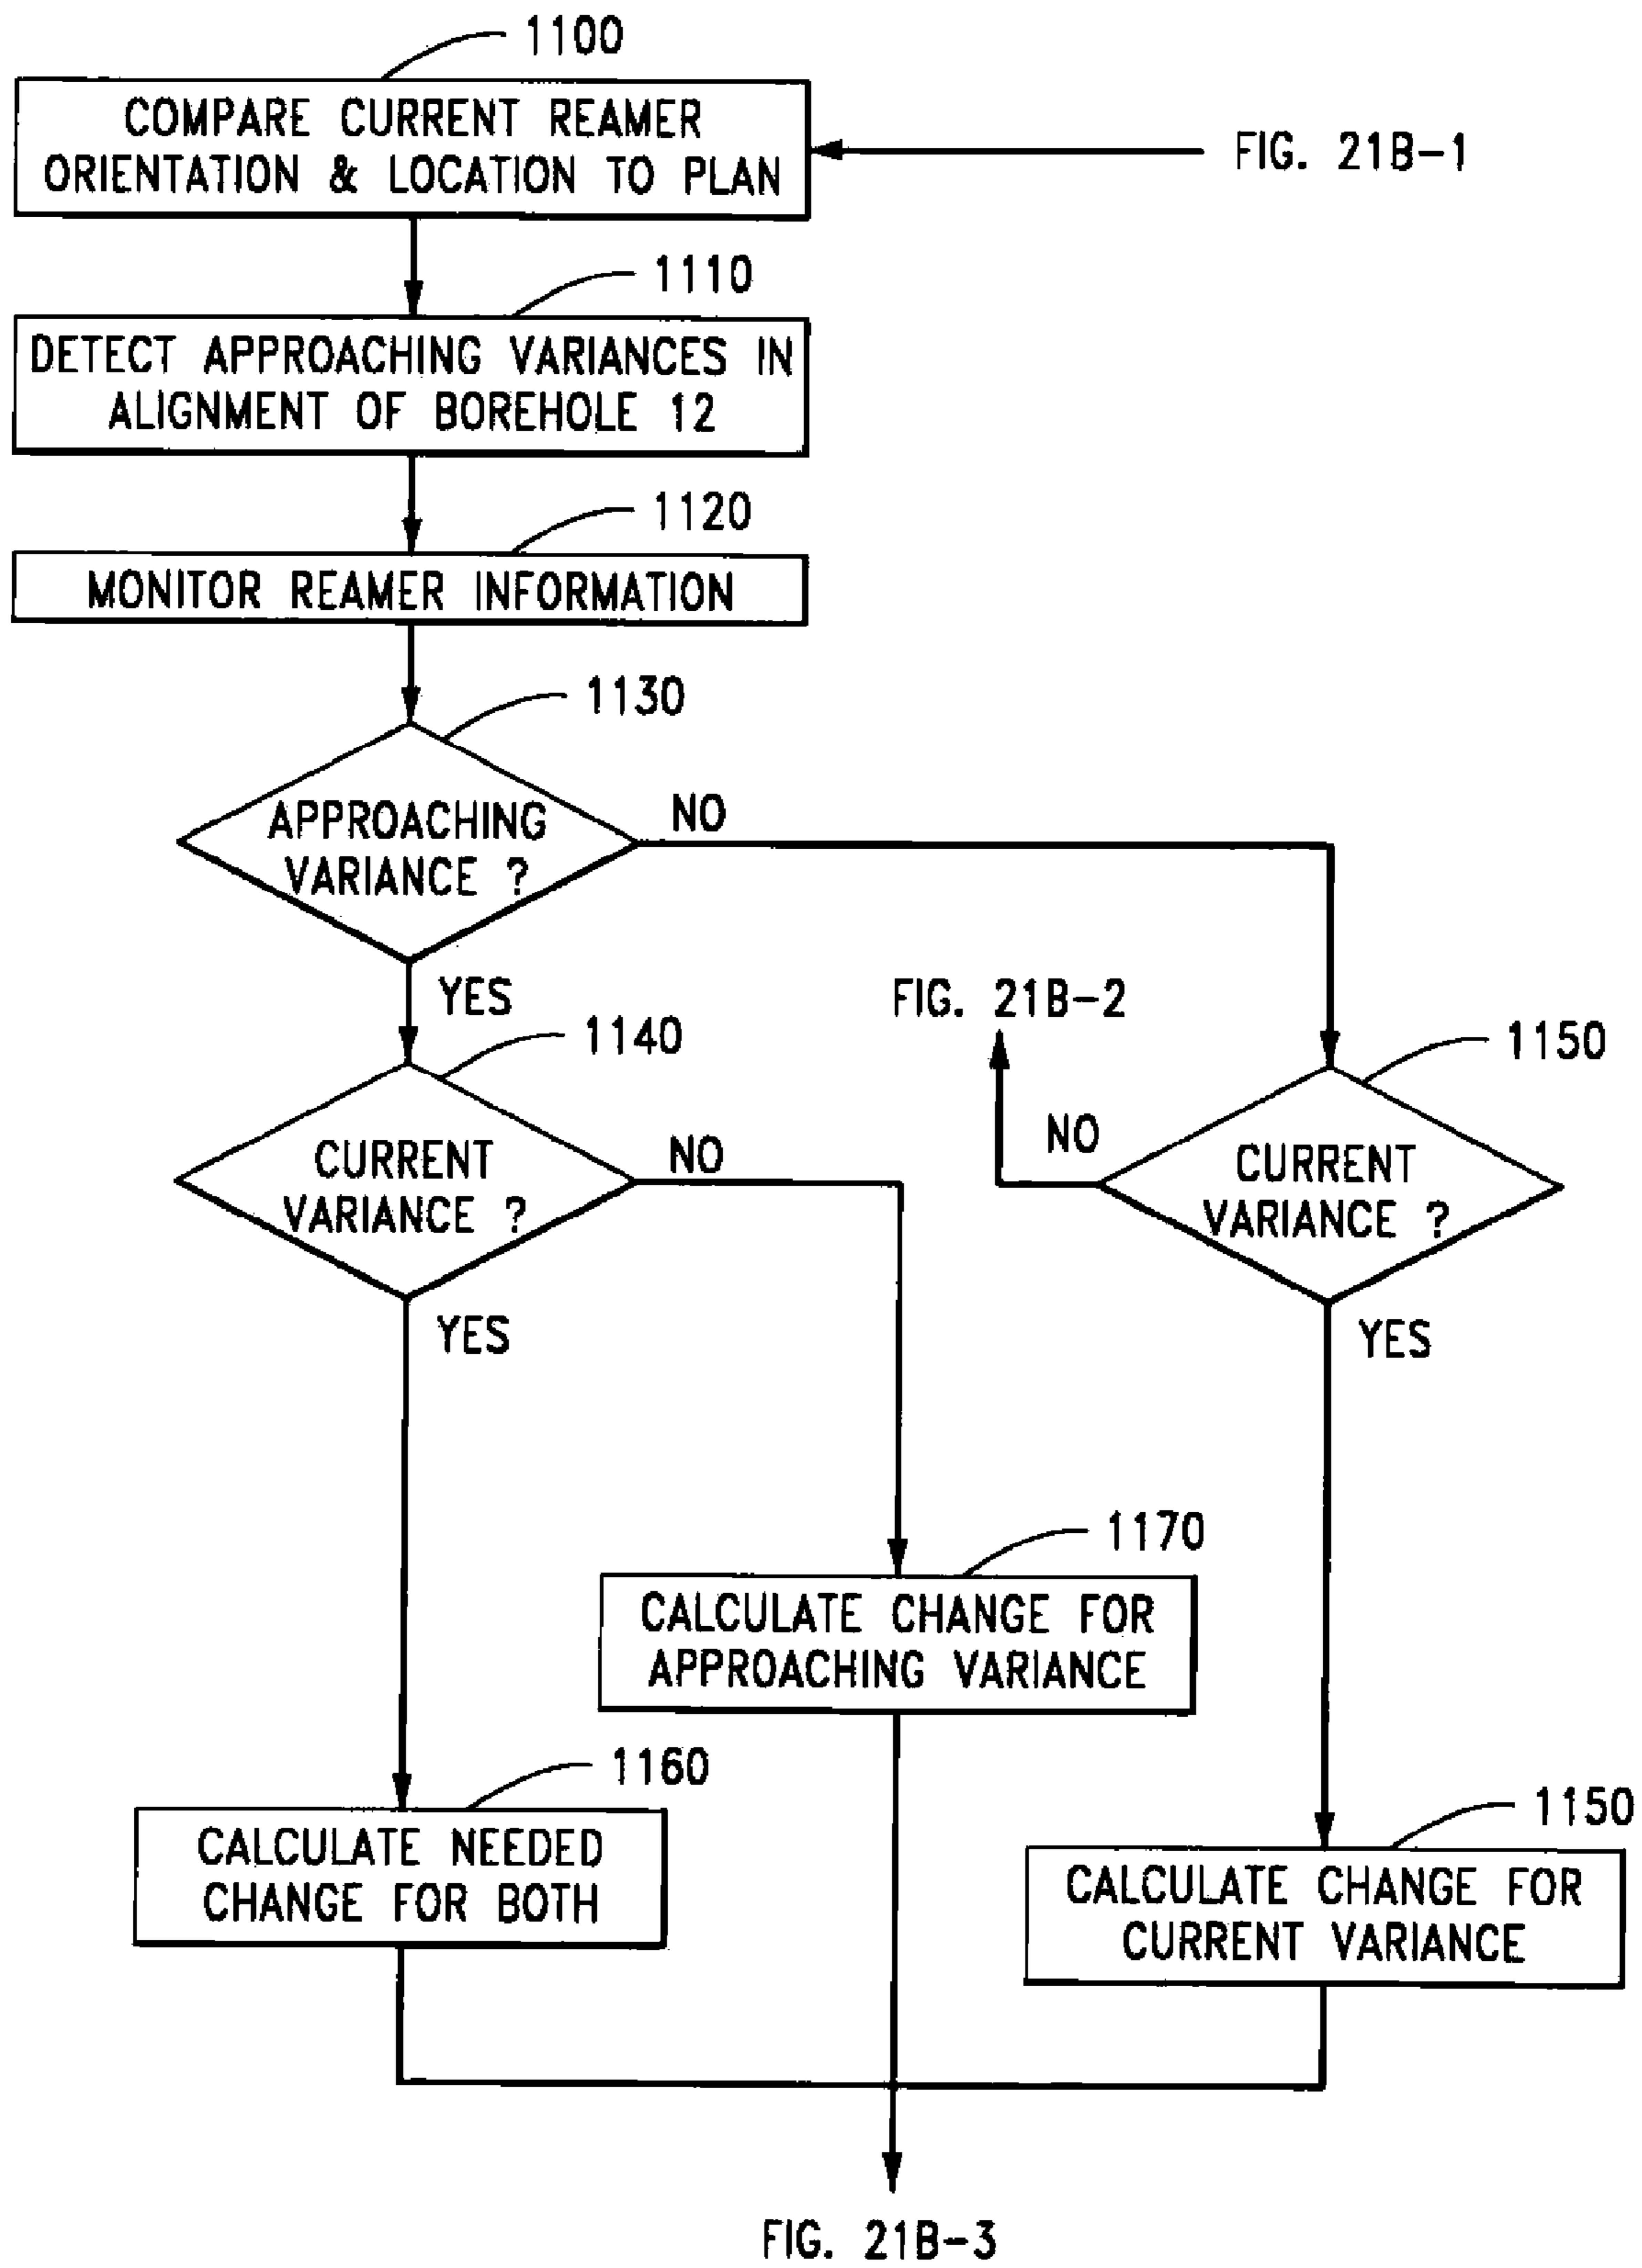 1100
COMPARE CURRENT REAMER
ORIENTATION & LOCATION TO PLAN
FIG. 21B-1
1110
DETECT APPROACHING VARIANCES IN
ALIGNMENT OF BOREHOLE 12
1120
MONITOR REAMER INFORMATION
1130
APPROACHING
VARIANCE ?
NO
YES
FIG. 21B-2
1140
CURRENT
VARIANCE ?
NO
YES
1150
NO
CURRENT
VARIANCE ?
YES
1170
CALCULATE CHANGE FOR
APPROACHING VARIANCE
1160
CALCULATE NEEDED
CHANGE FOR BOTH
1150
CALCULATE CHANGE FOR
CURRENT VARIANCE
FIG. 21B-3